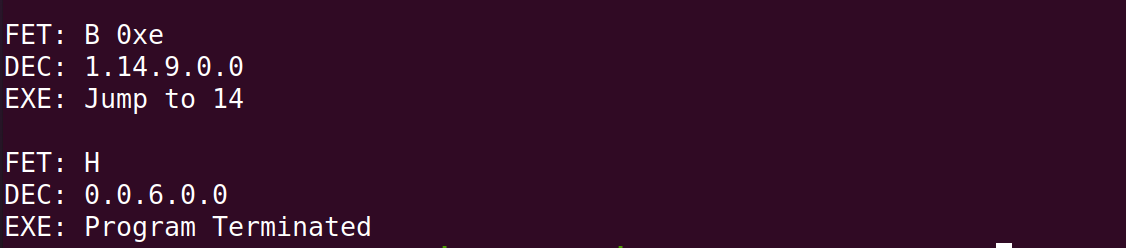 FET: B 0xe
DEC: 1.14.9.0.0
EXE: Jump to 14
FET: H
DEC: 0.0.6.0.0
EXE: Program Terminated